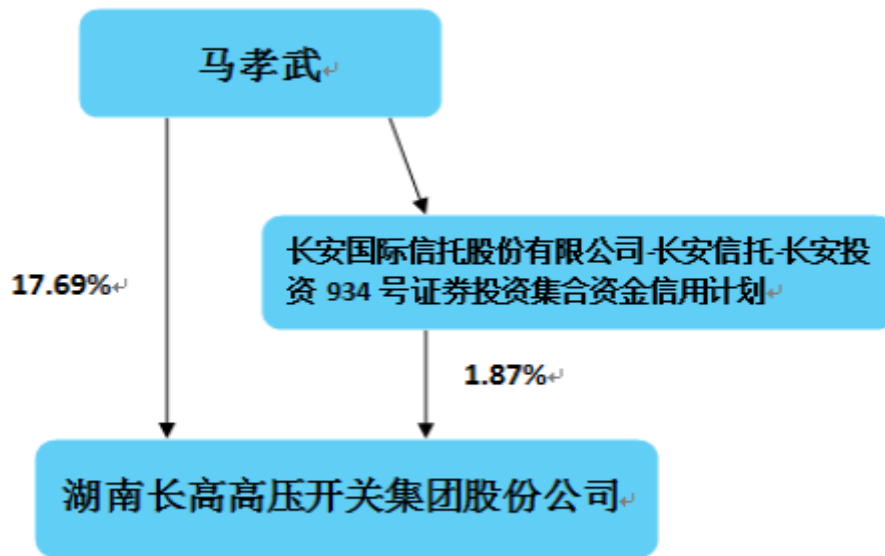 马孝武
长安国际信托股份有限公司-长安信托-长安投
资 934 号证券投资集合资金信用计划
17.69%
1.87%
湖南长高高压开关集团股份公司